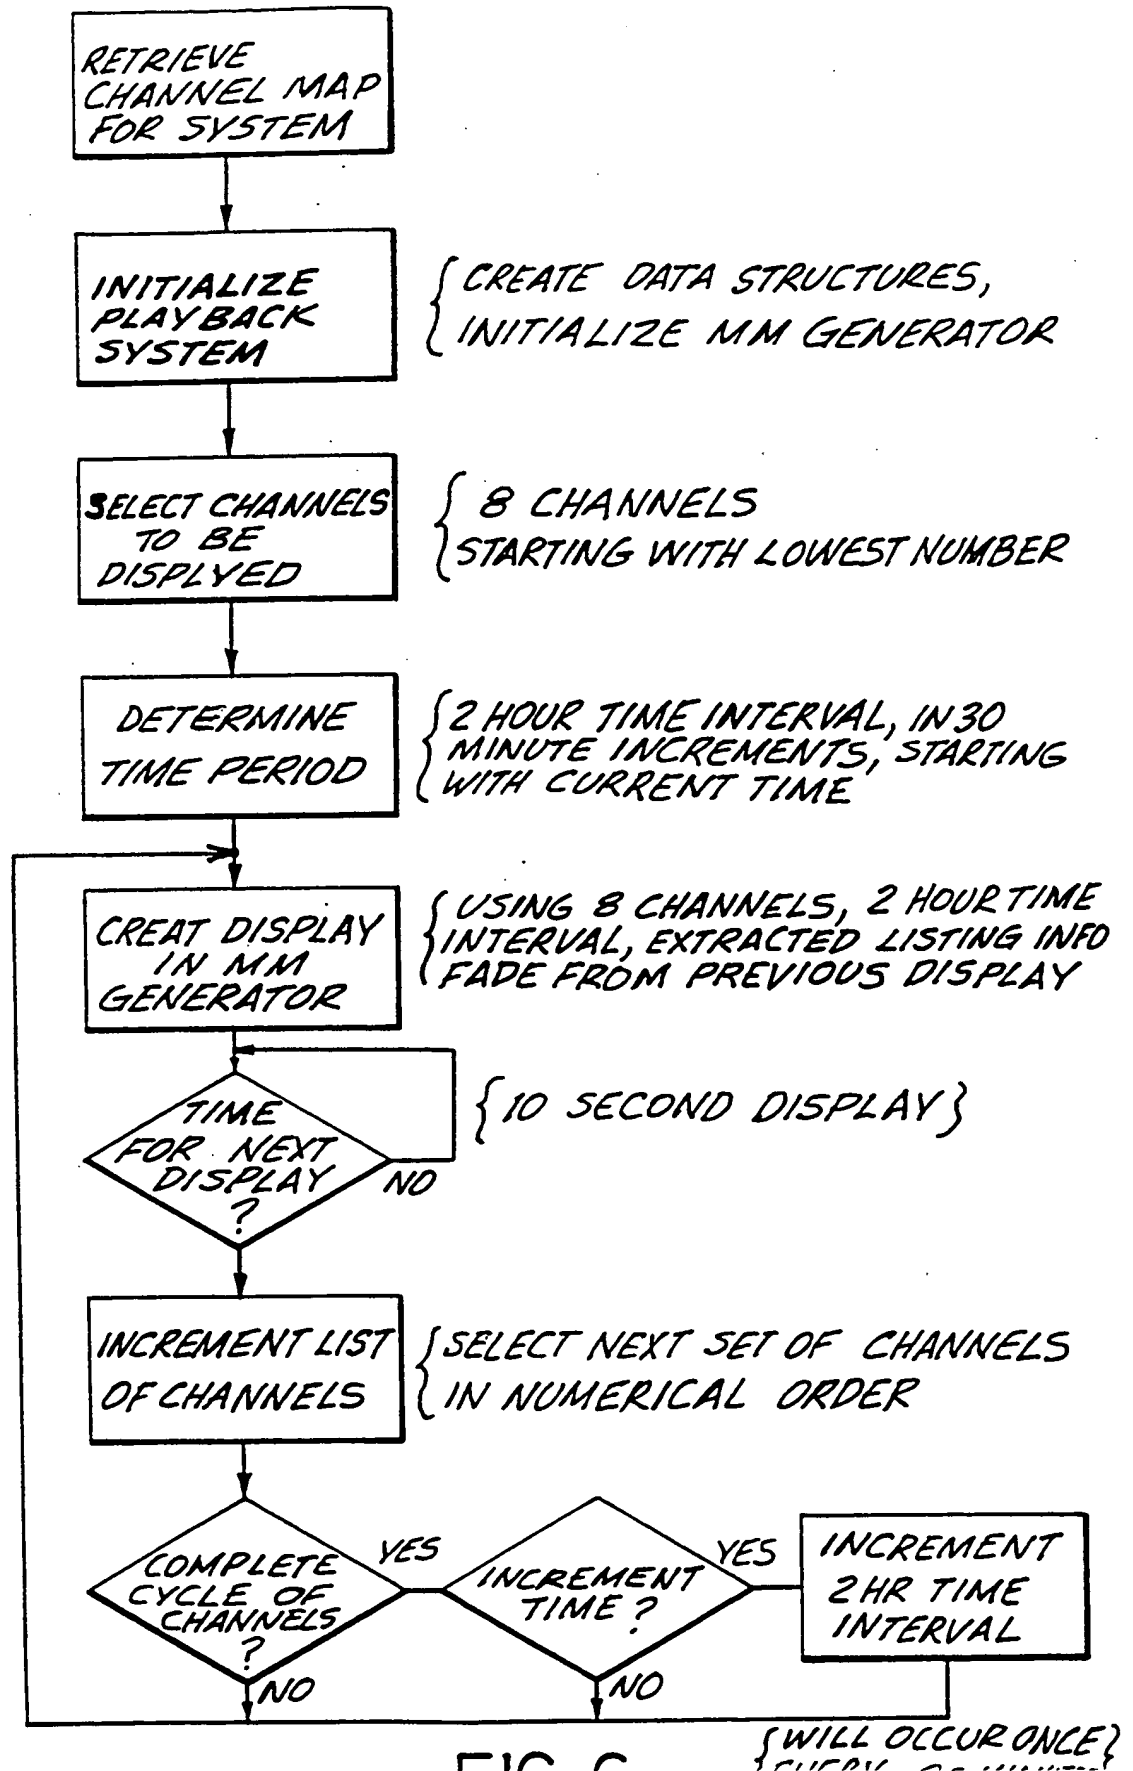 RETRIEVE
CHANNEL MAP
FOR SYSTEM
INITIALIZE
PLAYBACK
SYSTEM
{CREATE DATA STRUCTURES,
INITIALIZE MM GENERATOR
SELECT CHANNELS
TO BE
DISPLYED
{8 CHANNELS
STARTING WITH LOWEST NUMBER
DETERMINE
TIME PERIOD
{2 HOUR TIME INTERVAL, IN 30
MINUTE INCREMENTS, STARTING
WITH CURRENT TIME
CREAT DISPLAY
IN MM
GENERATOR
{USING 8 CHANNELS, 2 HOUR TIME
INTERVAL, EXTRACTED LISTING INFO
FADE FROM PREVIOUS DISPLAY
TIME
FOR NEXT
DISPLAY
?
NO
{10 SECOND DISPLAY}
INCREMENT LIST
OF CHANNELS
{SELECT NEXT SET OF CHANNELS
IN NUMERICAL ORDER
COMPLETE
CYCLE OF
CHANNELS
?
YES
NO
INCREMENT
TIME?
YES
NO
INCREMENT
2 HR TIME
INTERVAL
{WILL OCCUR ONCE}
EVERY
FIG